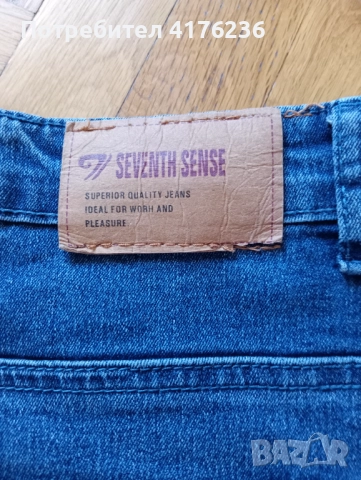 Потребител 4176236
SEVENTH SENSE
SUPERIOR QUALITY JEANS
IDEAL FOR WORH AND
PLEASURE.
BAZAR